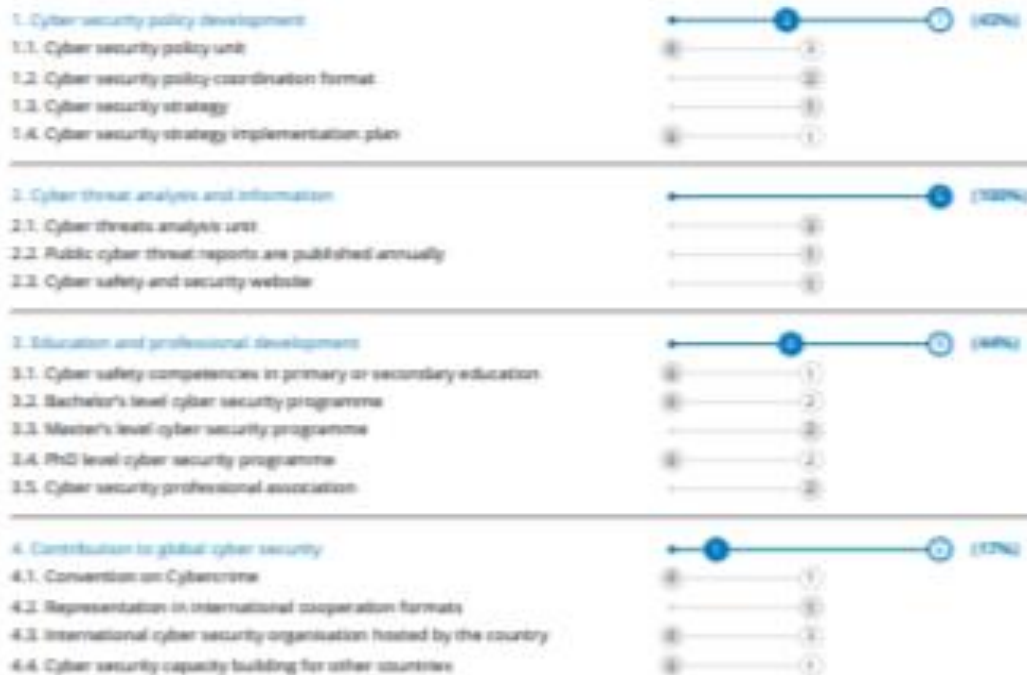 1. Cyber security policy development (43%)
1.1. Cyber security policy unit
1.2. Cyber security policy coordination format
1.3. Cyber security strategy
1.4. Cyber security strategy implementation plan
2. Cyber threat analysis and information (100%)
2.1. Cyber threats analysis unit
2.2. Public cyber threat reports are published annually
2.3. Cyber safety and security website
3. Education and professional development (44%)
3.1. Cyber safety competencies in primary or secondary education
3.2. Bachelor's level cyber security programme
3.3. Master's level cyber security programme
3.4. PhD level cyber security programme
3.5. Cyber security professional association
4. Contribution to global cyber security (17%)
4.1. Convention on Cybercrime
4.2. Representation in international cooperation formats
4.3. International cyber security organisation hosted by the country
4.4. Cyber security capacity building for other countries